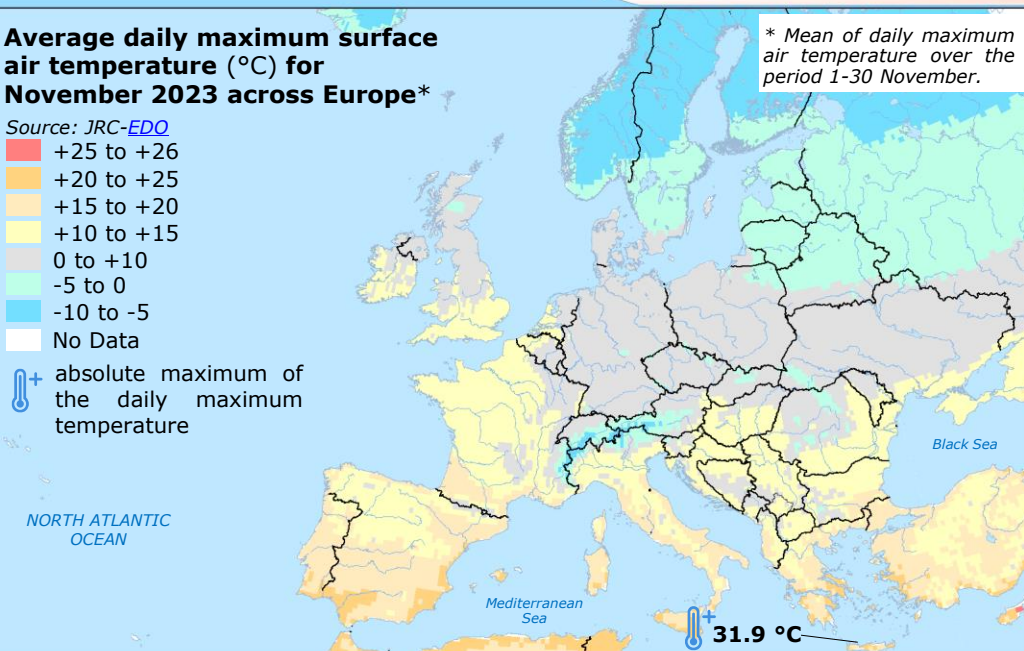 Average daily maximum surface
air temperature (°C) for
November 2023 across Europe*
Source: JRC-EDO
+25 to +26
+20 to +25
+15 to +20
+10 to +15
0 to +10
-5 to 0
-10 to -5
No Data
+ absolute maximum of
the daily maximum
temperature
* Mean of daily maximum
air temperature over the
period 1-30 November.
Black Sea
NORTH ATLANTIC
OCEAN
Mediterranean
Sea
+
31.9 °C